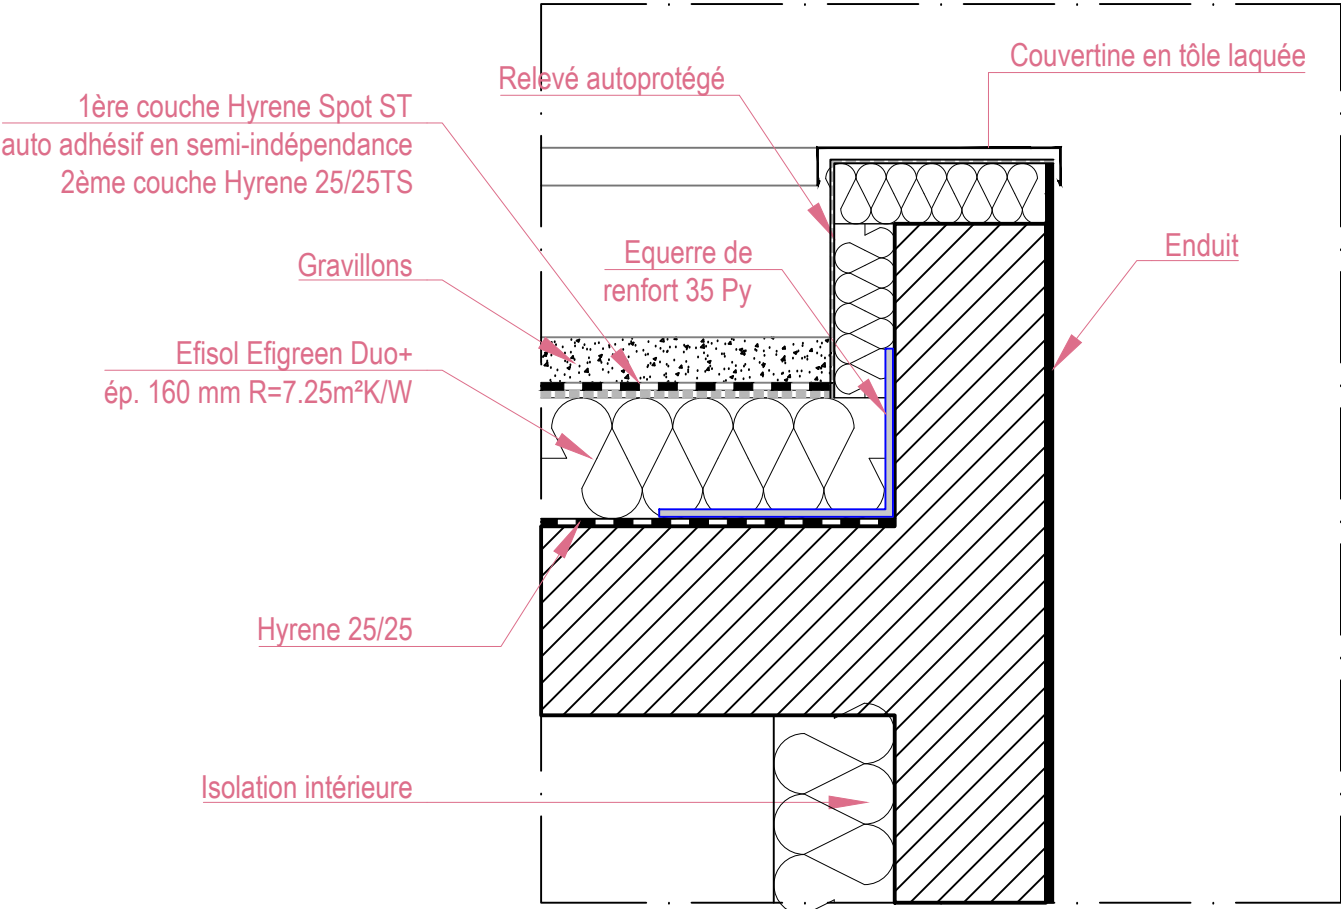 Couvertine en tôle laquée
Relevé autoprotégé
1ère couche Hyrene Spot ST
auto adhésif en semi-indépendance
2ème couche Hyrene 25/25TS
Equerre de
renfort 35 Py
Enduit
Gravillons
Efisol Efigreen Duo+
ép. 160 mm R=7.25m²K/W
Hyrene 25/25
Isolation intérieure